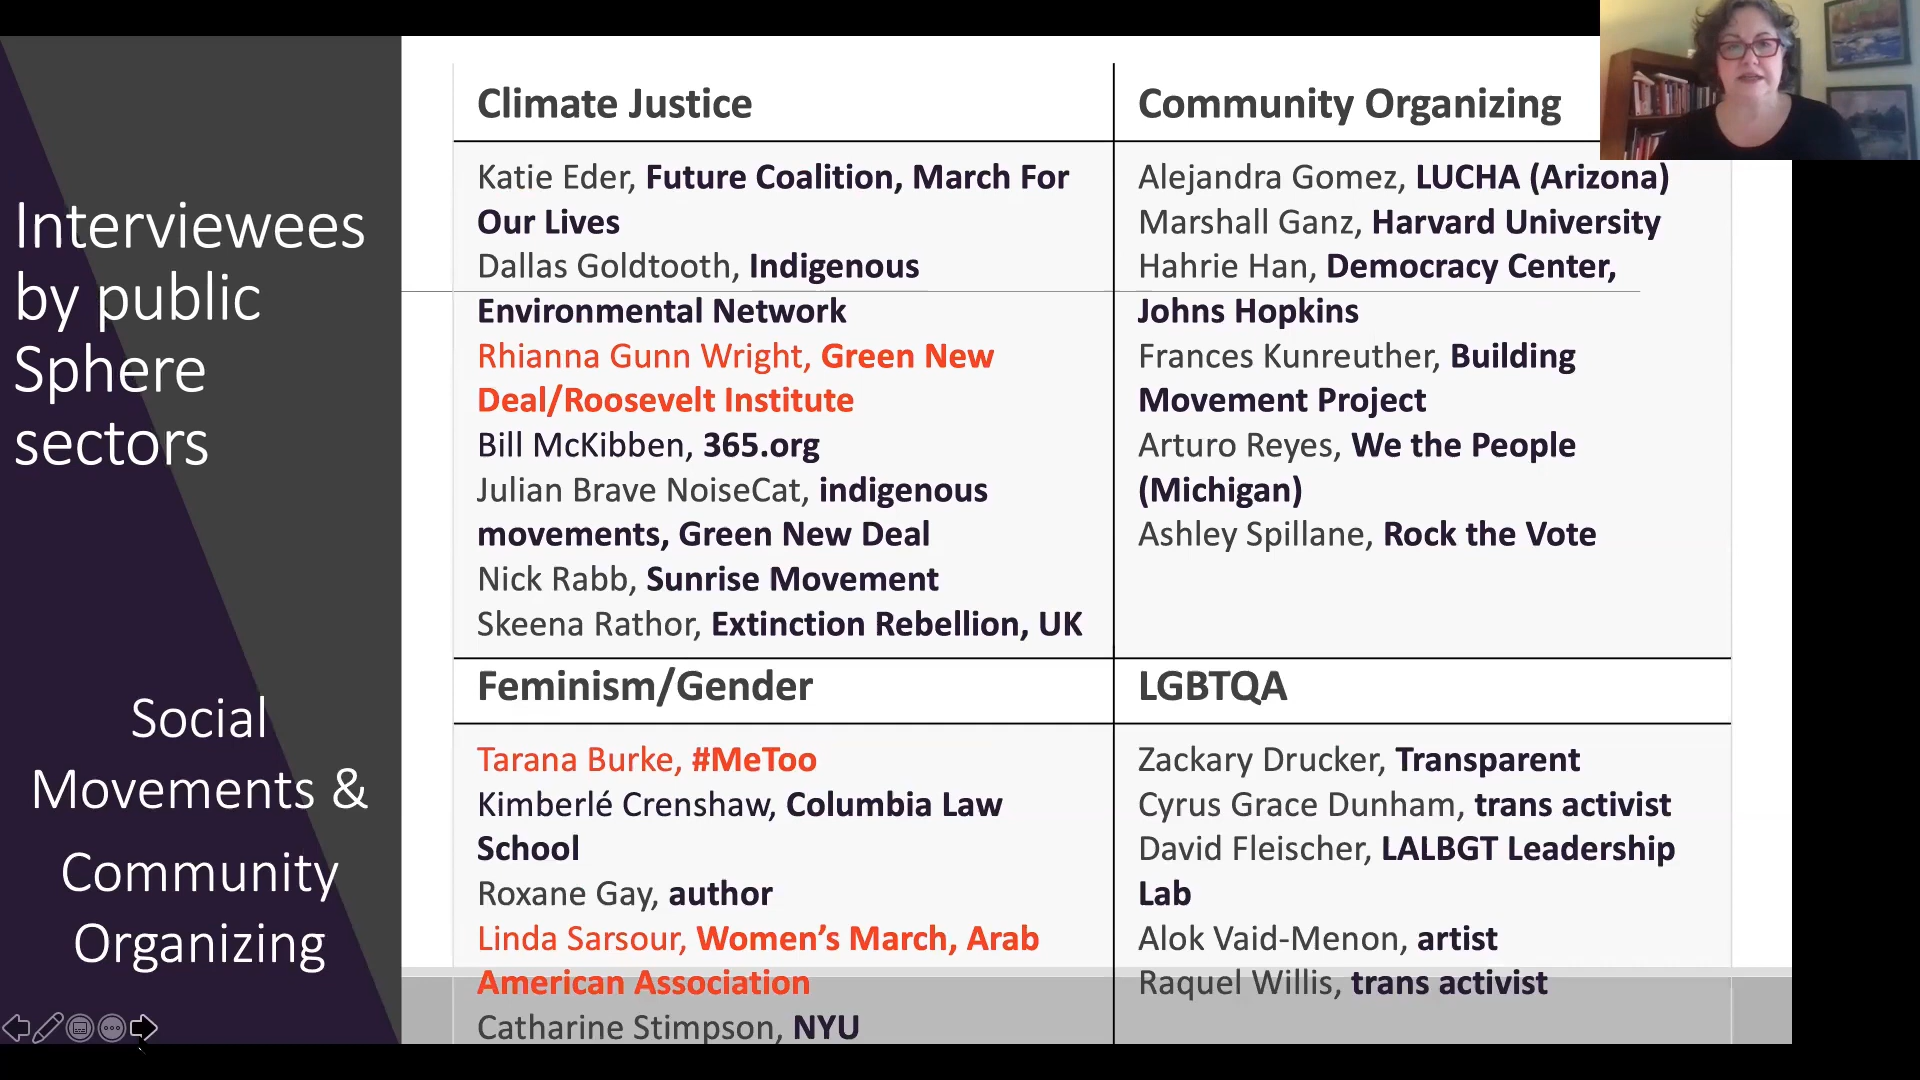 Interviewees
by public
Sphere
sectors
Social
Movements &
Community
Organizing
Climate Justice
Katie Eder, Future Coalition, March For
Our Lives
Dallas Goldtooth, Indigenous
Environmental Network
Rhianna Gunn Wright, Green New
Deal/Roosevelt Institute
Bill McKibben, 365.org
Julian Brave NoiseCat, indigenous
movements, Green New Deal
Nick Rabb, Sunrise Movement
Skeena Rathor, Extinction Rebellion, UK
Community Organizing
Alejandra Gomez, LUCHA (Arizona)
Marshall Ganz, Harvard University
Hahrie Han, Democracy Center,
Johns Hopkins
Frances Kunreuther, Building
Movement Project
Arturo Reyes, We the People
(Michigan)
Ashley Spillane, Rock the Vote
Feminism/Gender
Tarana Burke, #MeToo
Kimberlé Crenshaw, Columbia Law
School
Roxane Gay, author
Linda Sarsour, Women’s March, Arab
American Association
Catharine Stimpson, NYU
LGBTQA
Zackary Drucker, Transparent
Cyrus Grace Dunham, trans activist
David Fleischer, LALBGT Leadership
Lab
Alok Vaid-Menon, artist
Raquel Willis, trans activist